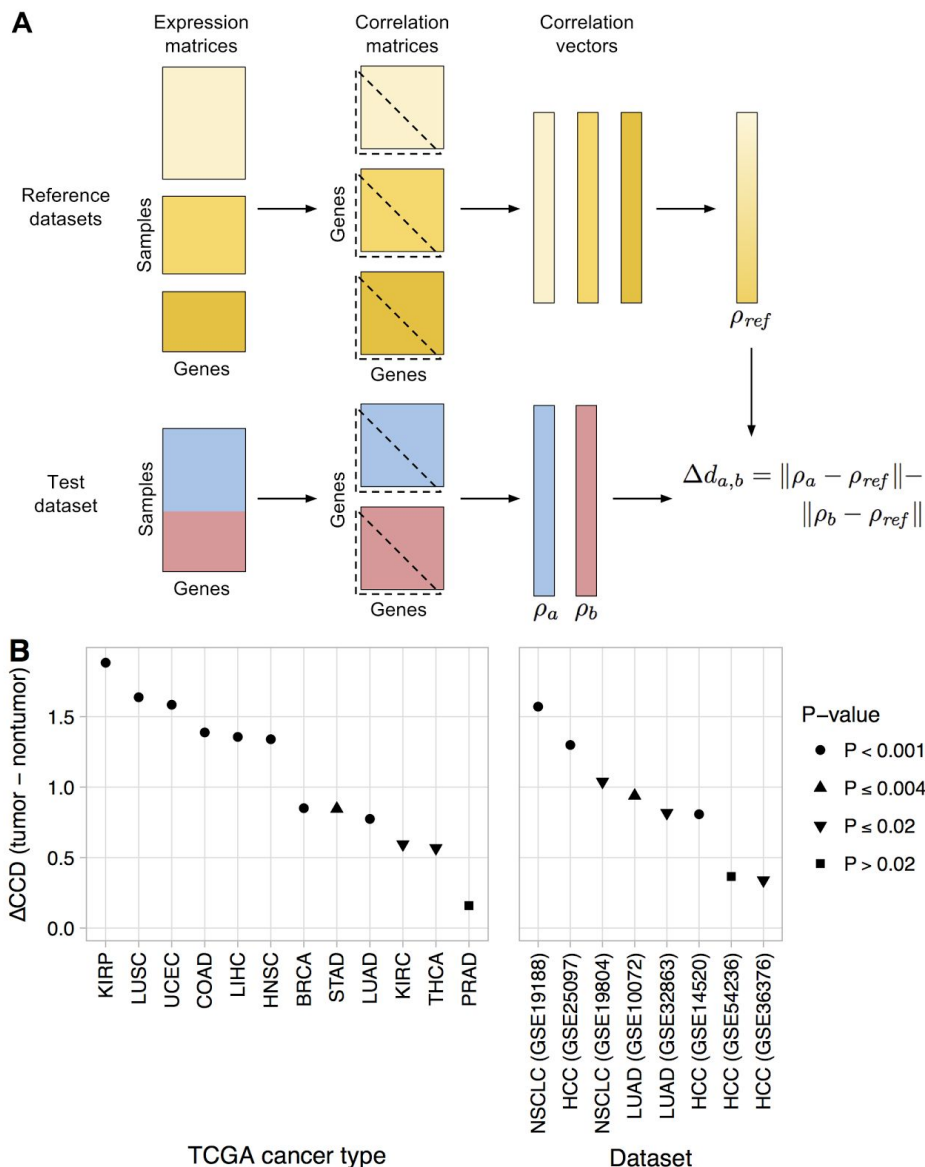 A
Expression
matrices
Correlation
matrices
Correlation
vectors
Reference
datasets
Samples
Genes
Genes
Genes
ρref
Test
dataset
Samples
Genes
Genes
Genes
ρa ρb
Δda,b = ‖ρa − ρref‖−
‖ρb − ρref‖
B
ΔCCD (tumor − nontumor)
1.5
1.0
0.5
0.0
KIRP
LUSC
UCEC
COAD
LIHC
HNSC
BRCA
STAD
LUAD
KIRC
THCA
PRAD
TCGA cancer type
NSCLC (GSE19188)
HCC (GSE25097)
NSCLC (GSE19804)
LUAD (GSE10072)
LUAD (GSE32863)
HCC (GSE14520)
HCC (GSE54236)
HCC (GSE36376)
Dataset
P−value
P < 0.001
P ≤ 0.004
P ≤ 0.02
P > 0.02